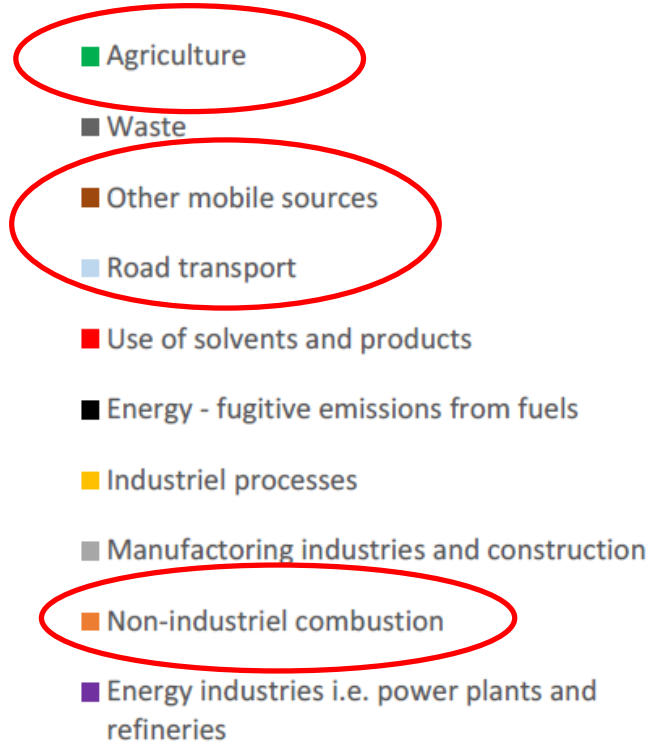 Agriculture
Waste
Other mobile sources
Road transport
Use of solvents and products
Energy - fugitive emissions from fuels
Industriel processes
Manufactoring industries and construction
Non-industriel combustion
Energy industries i.e. power plants and
refineries